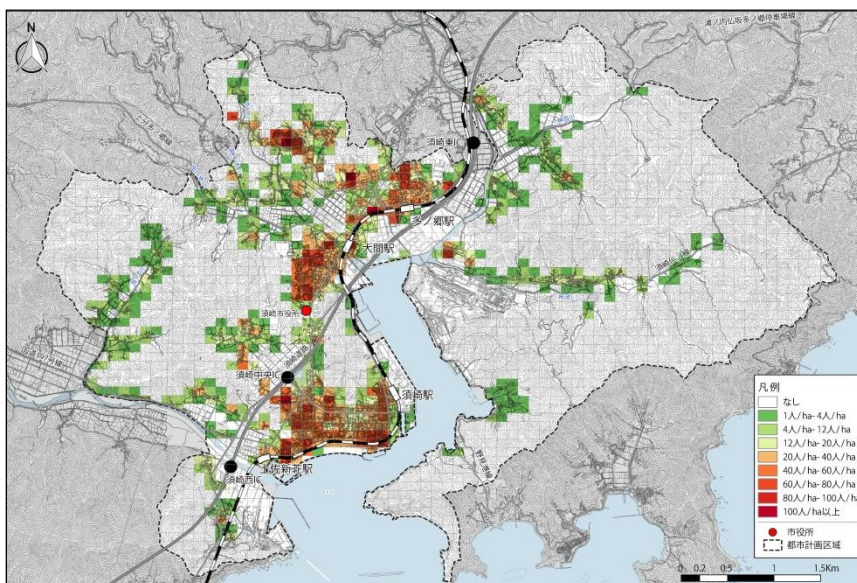 N
須崎東IC
多ノ郷駅
大間駅
須崎市役所
須崎道路
須崎中央IC
須崎駅
土佐新荘駅
須崎西IC
凡例
なし
1人/ha- 4人/ha
4人/ha- 12人/ha
12人/ha- 20人/ha
20人/ha- 40人/ha
40人/ha- 60人/ha
60人/ha- 80人/ha
80人/ha- 100人/ha
100人/ha以上
市役所
都市計画区域
0 0.2 0.5 1 1.5Km